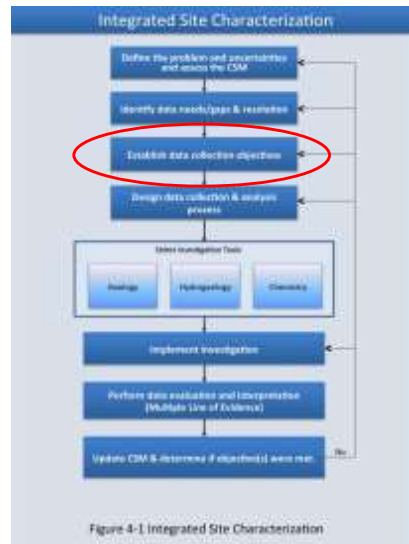 Integrated Site Characterization
Define the problem and uncertainties
and assess the CSM
Identify data needs/gaps & resolution
Establish data collection objectives
Design data collection & analysis
process
Select Investigation Tools
Geology
Hydrogeology
Chemistry
Implement investigation
Perform data evaluation and interpretation
(Multiple Line of Evidence)
Update CSM & determine if objective(s) were met.
No
Figure 4-1 Integrated Site Characterization